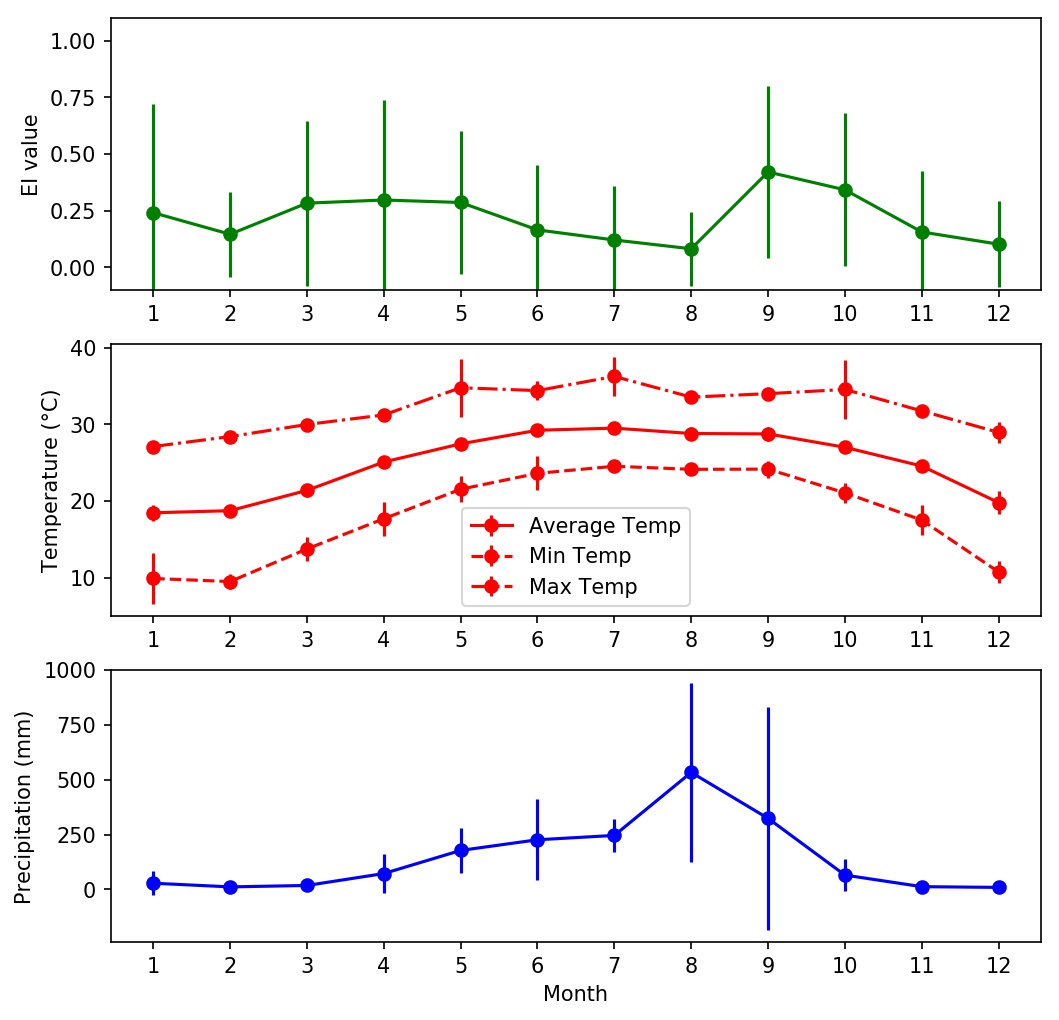 EI value
1.00
0.75
0.50
0.25
0.00
1 2 3 4 5 6 7 8 9 10 11 12
Temperature (°C)
40
30
20
10
Average Temp
Min Temp
Max Temp
1 2 3 4 5 6 7 8 9 10 11 12
Precipitation (mm)
1000
750
500
250
0
1 2 3 4 5 6 7 8 9 10 11 12
Month